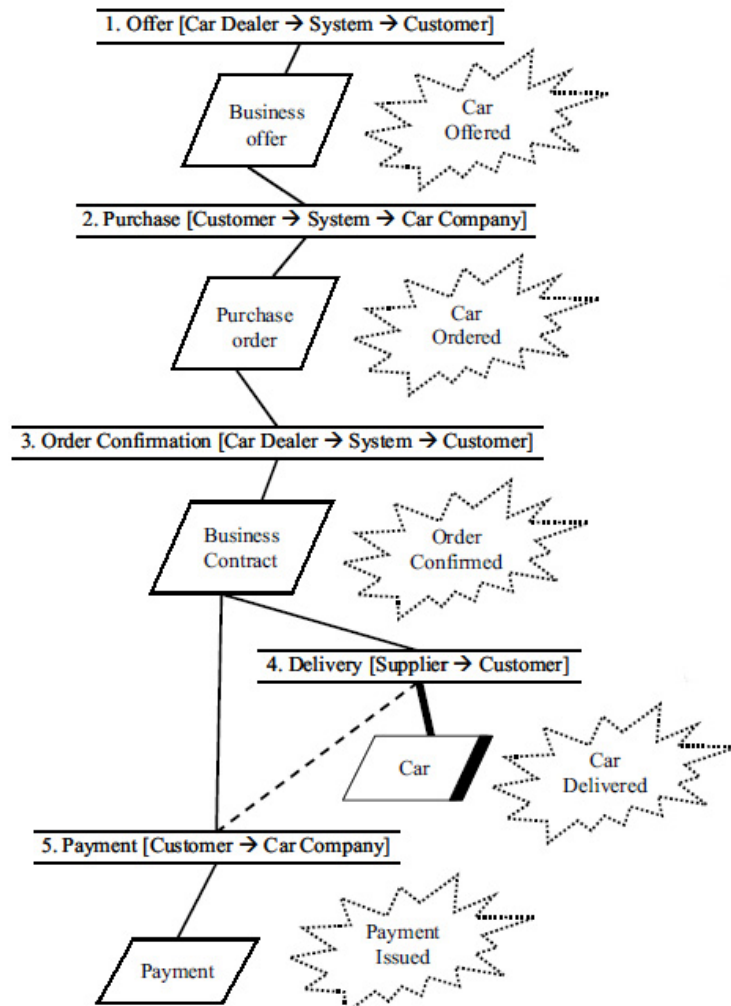 1. Offer [Car Dealer → System → Customer]
Business
offer
Car
Offered
2. Purchase [Customer → System → Car Company]
Purchase
order
Car
Ordered
3. Order Confirmation [Car Dealer → System → Customer]
Business
Contract
Order
Confirmed
4. Delivery [Supplier → Customer]
Car
Car
Delivered
5. Payment [Customer → Car Company]
Payment
Payment
Issued